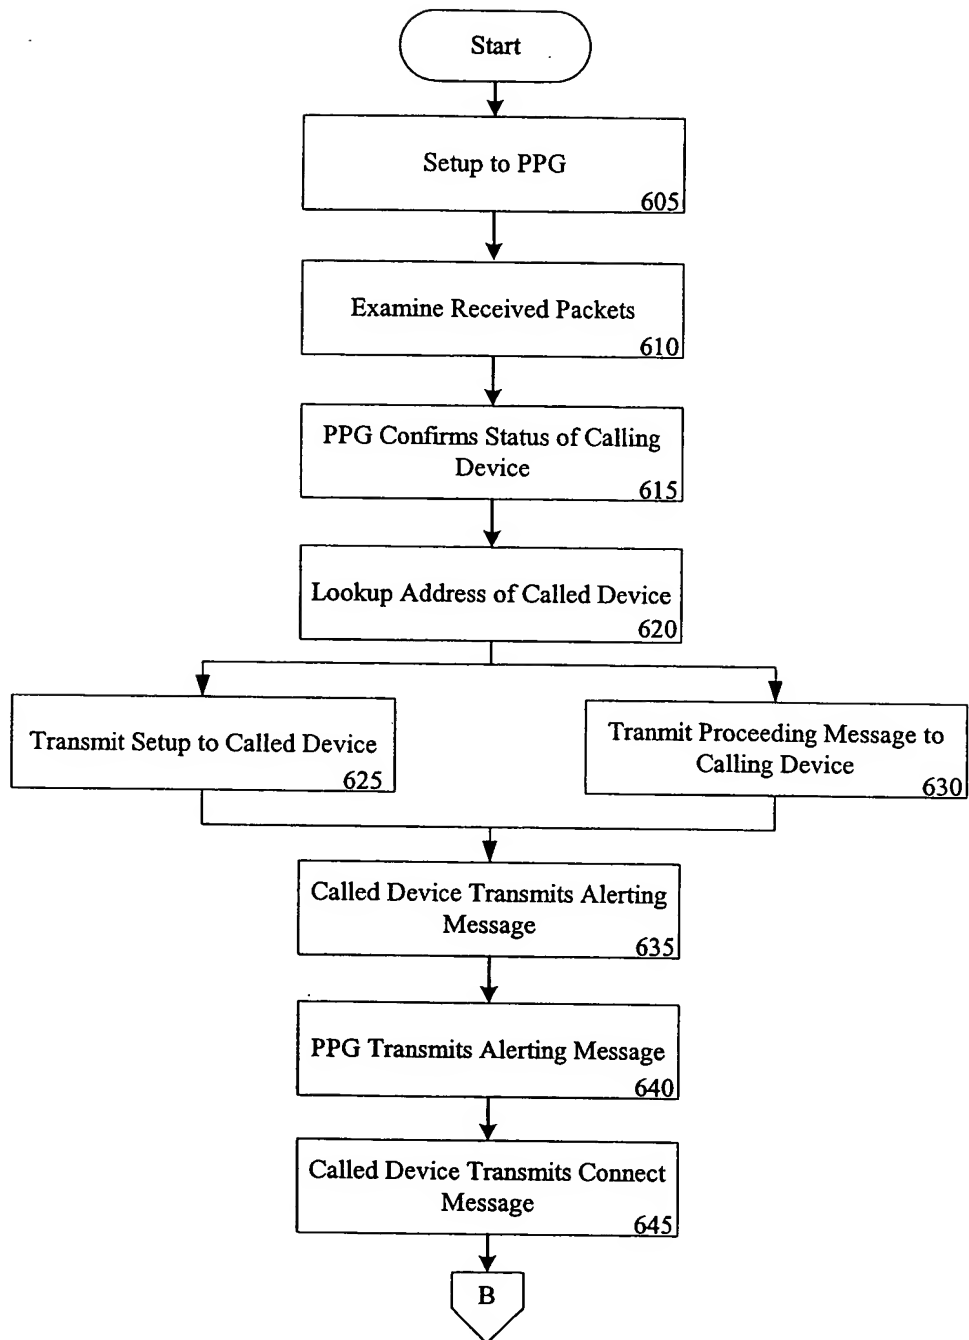 Start
Setup to PPG
605
Examine Received Packets
610
PPG Confirms Status of Calling
Device
615
Lookup Address of Called Device
620
Transmit Setup to Called Device
625
Tranmit Proceeding Message to
Calling Device
630
Called Device Transmits Alerting
Message
635
PPG Transmits Alerting Message
640
Called Device Transmits Connect
Message
645
B